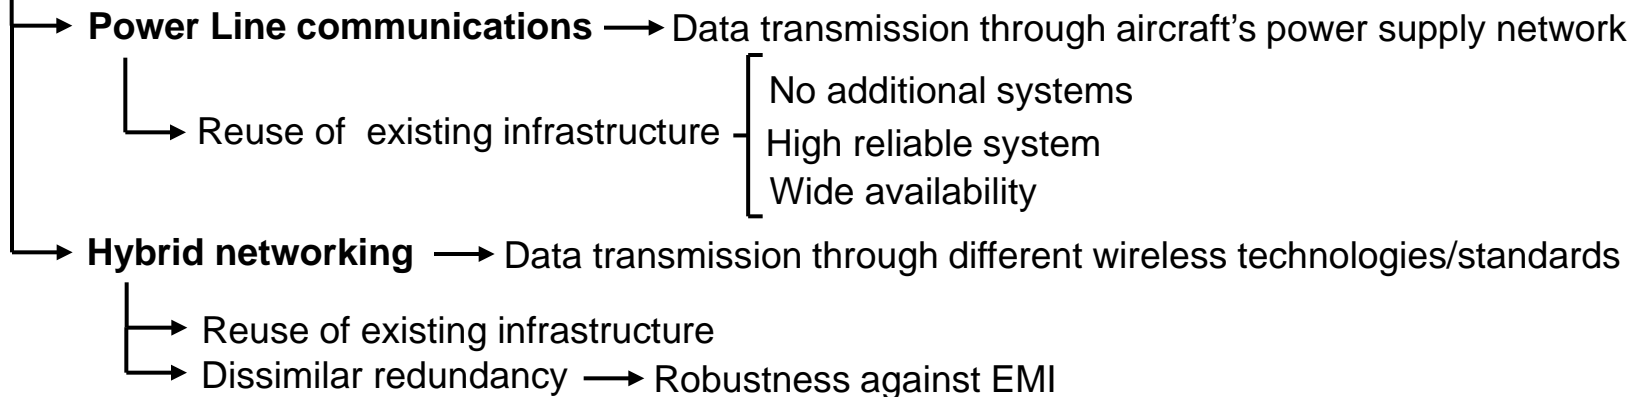 Power Line communications Data transmission through aircraft’s power supply network
No additional systems
Reuse of existing infrastructure
High reliable system
Wide availability
Hybrid networking Data transmission through different wireless technologies/standards
Reuse of existing infrastructure
Dissimilar redundancy Robustness against EMI